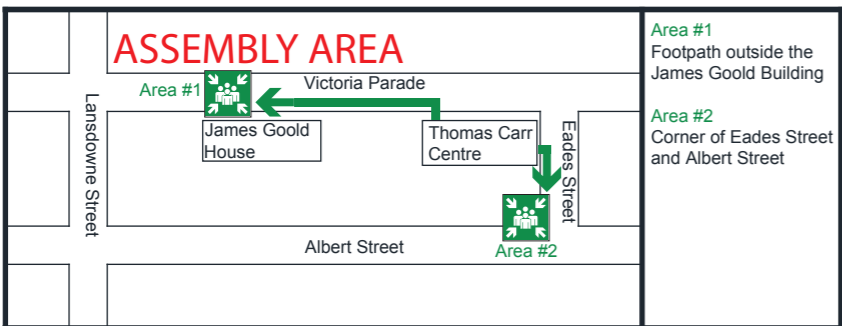 ASSEMBLY AREA
Area #1
Victoria Parade
Lansdowne Street
James Goold
House
Thomas Carr
Centre
Eades Street
Albert Street
Area #2
Area #1
Footpath outside the
James Goold Building
Area #2
Corner of Eades Street
and Albert Street